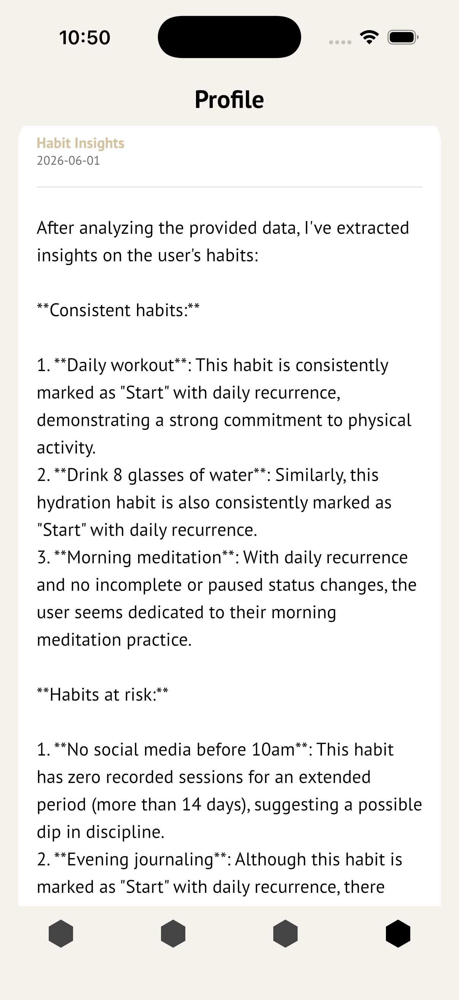 10:50
Profile
Habit Insights
2026-06-01
After analyzing the provided data, I've extracted
insights on the user's habits:
**Consistent habits:**
1. **Daily workout**: This habit is consistently
marked as "Start" with daily recurrence,
demonstrating a strong commitment to physical
activity.
2. **Drink 8 glasses of water**: Similarly, this
hydration habit is also consistently marked as
"Start" with daily recurrence.
3. **Morning meditation**: With daily recurrence
and no incomplete or paused status changes, the
user seems dedicated to their morning
meditation practice.
**Habits at risk:**
1. **No social media before 10am**: This habit
has zero recorded sessions for an extended
period (more than 14 days), suggesting a possible
dip in discipline.
2. **Evening journaling**: Although this habit is
marked as "Start" with daily recurrence, there